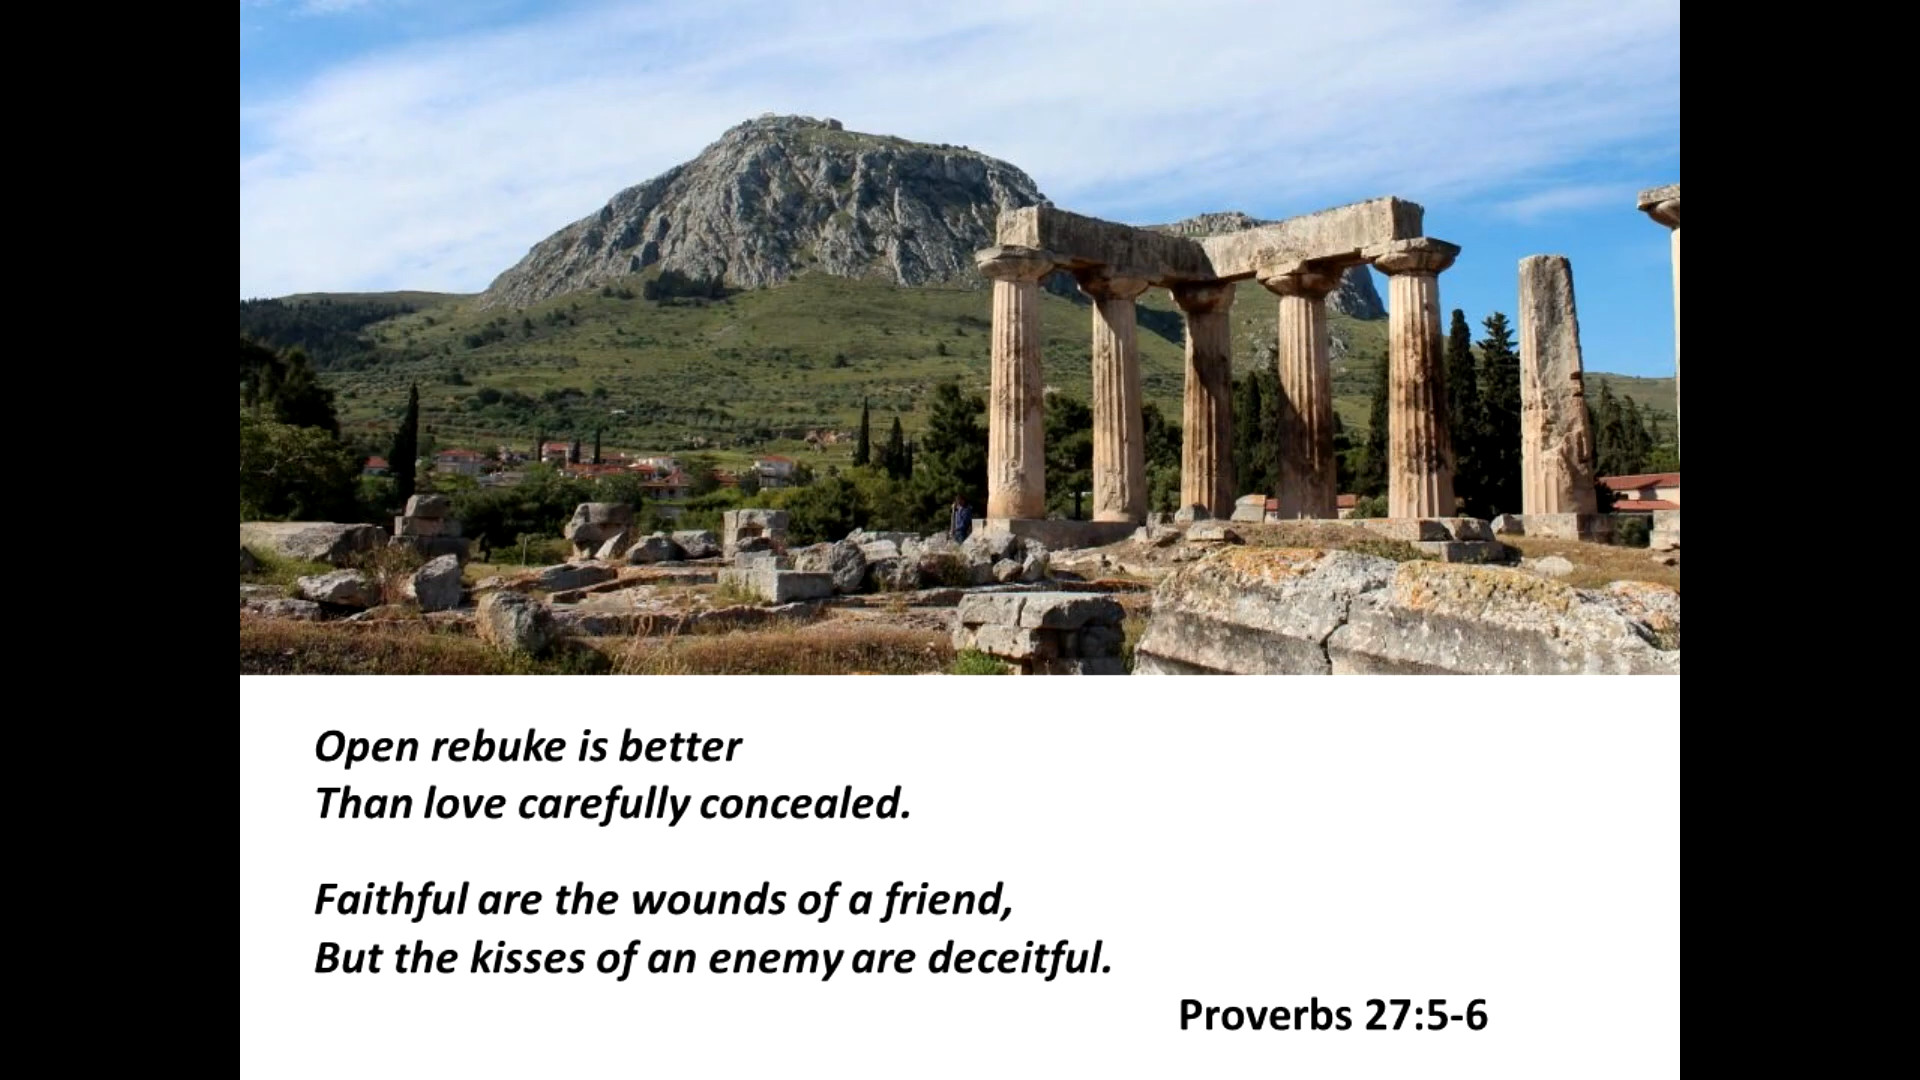 Open rebuke is better
Than love carefully concealed.
Faithful are the wounds of a friend,
But the kisses of an enemy are deceitful.
Proverbs 27:5-6